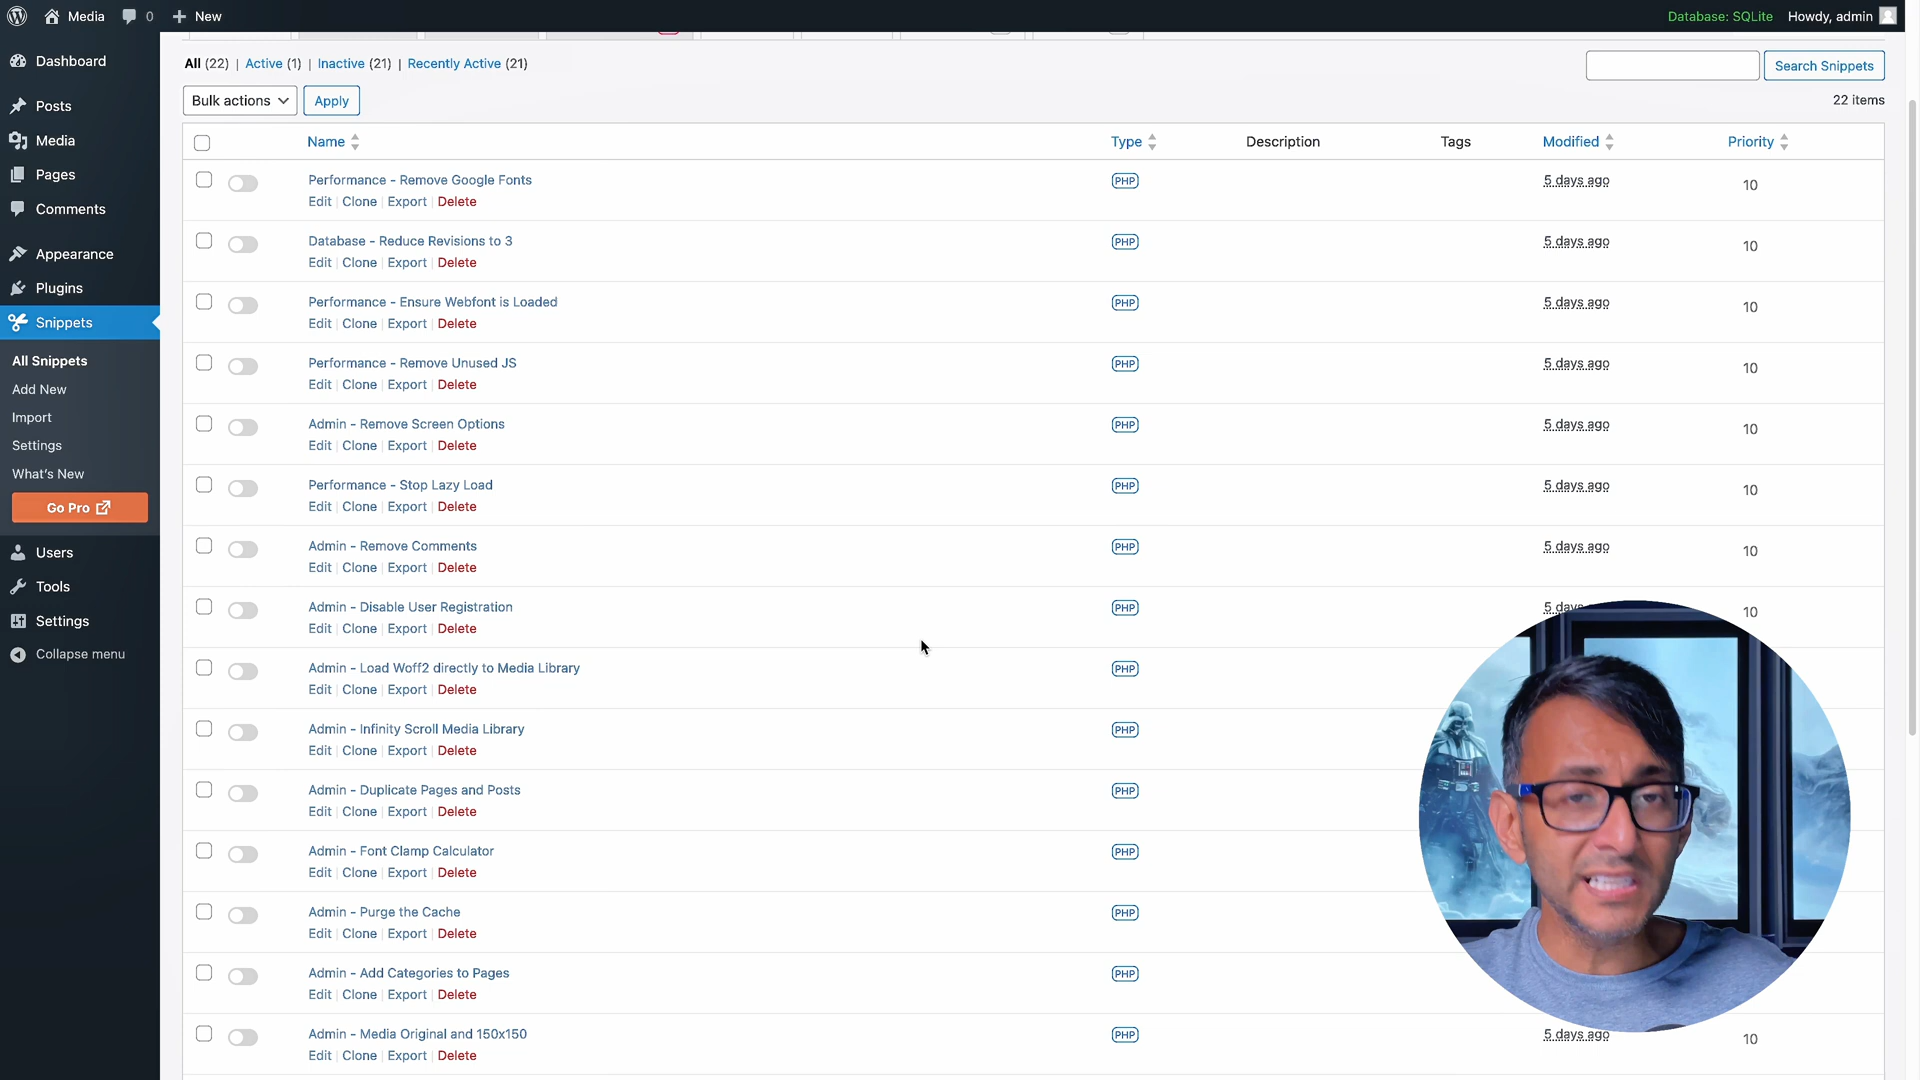 Media 0 New Database: SQLite Howdy, admin
Dashboard
Posts
Media
Pages
Comments
Appearance
Plugins
Snippets
All Snippets
Add New
Import
Settings
What's New
Go Pro
Users
Tools
Settings
Collapse menu
All (22) | Active (1) | Inactive (21) | Recently Active (21)
Search Snippets
Bulk actions Apply
22 items
Name Type Description Tags Modified Priority
Performance - Remove Google Fonts PHP 5 days ago 10
Edit | Clone | Export | Delete
Database - Reduce Revisions to 3 PHP 5 days ago 10
Edit | Clone | Export | Delete
Performance - Ensure Webfont is Loaded PHP 5 days ago 10
Edit | Clone | Export | Delete
Performance - Remove Unused JS PHP 5 days ago 10
Edit | Clone | Export | Delete
Admin - Remove Screen Options PHP 5 days ago 10
Edit | Clone | Export | Delete
Performance - Stop Lazy Load PHP 5 days ago 10
Edit | Clone | Export | Delete
Admin - Remove Comments PHP 5 days ago 10
Edit | Clone | Export | Delete
Admin - Disable User Registration PHP 5 days 10
Edit | Clone | Export | Delete
Admin - Load Woff2 directly to Media Library PHP
Edit | Clone | Export | Delete
Admin - Infinity Scroll Media Library PHP
Edit | Clone | Export | Delete
Admin - Duplicate Pages and Posts PHP
Edit | Clone | Export | Delete
Admin - Font Clamp Calculator PHP
Edit | Clone | Export | Delete
Admin - Purge the Cache PHP
Edit | Clone | Export | Delete
Admin - Add Categories to Pages PHP
Edit | Clone | Export | Delete
Admin - Media Original and 150x150 PHP 5 days ago 10
Edit | Clone | Export | Delete